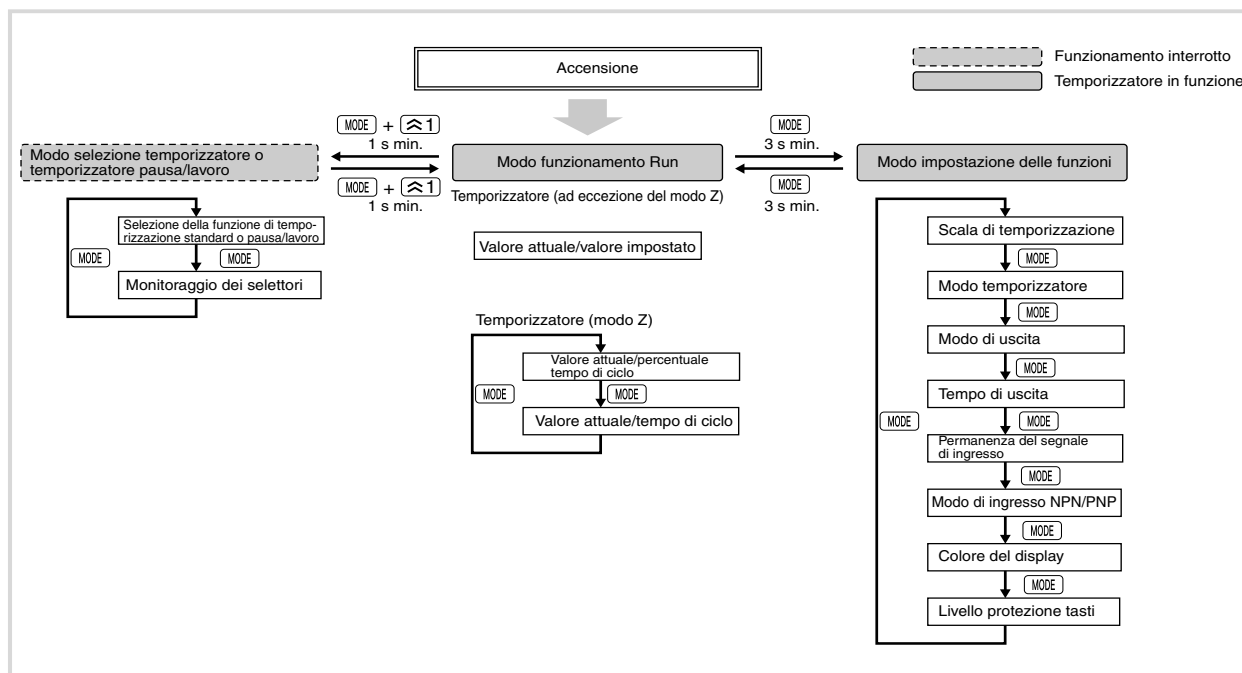 Accensione
Funzionamento interrotto
Temporizzatore in funzione
MODE + 1
1 s min.
MODE
3 s min.
Modo selezione temporizzatore o
temporizzatore pausa/lavoro
Modo funzionamento Run
Modo impostazione delle funzioni
MODE + 1
1 s min.
MODE
3 s min.
Temporizzatore (ad eccezione del modo Z)
Selezione della funzione di tempo-
rizzazione standard o pausa/lavoro
MODE
MODE
Monitoraggio dei selettori
Valore attuale/valore impostato
Temporizzatore (modo Z)
Valore attuale/percentuale
tempo di ciclo
MODE
MODE
Valore attuale/tempo di ciclo
Scala di temporizzazione
MODE
Modo temporizzatore
MODE
Modo di uscita
MODE
Tempo di uscita
MODE
MODE
Permanenza del segnale
di ingresso
MODE
Modo di ingresso NPN/PNP
MODE
Colore del display
MODE
Livello protezione tasti